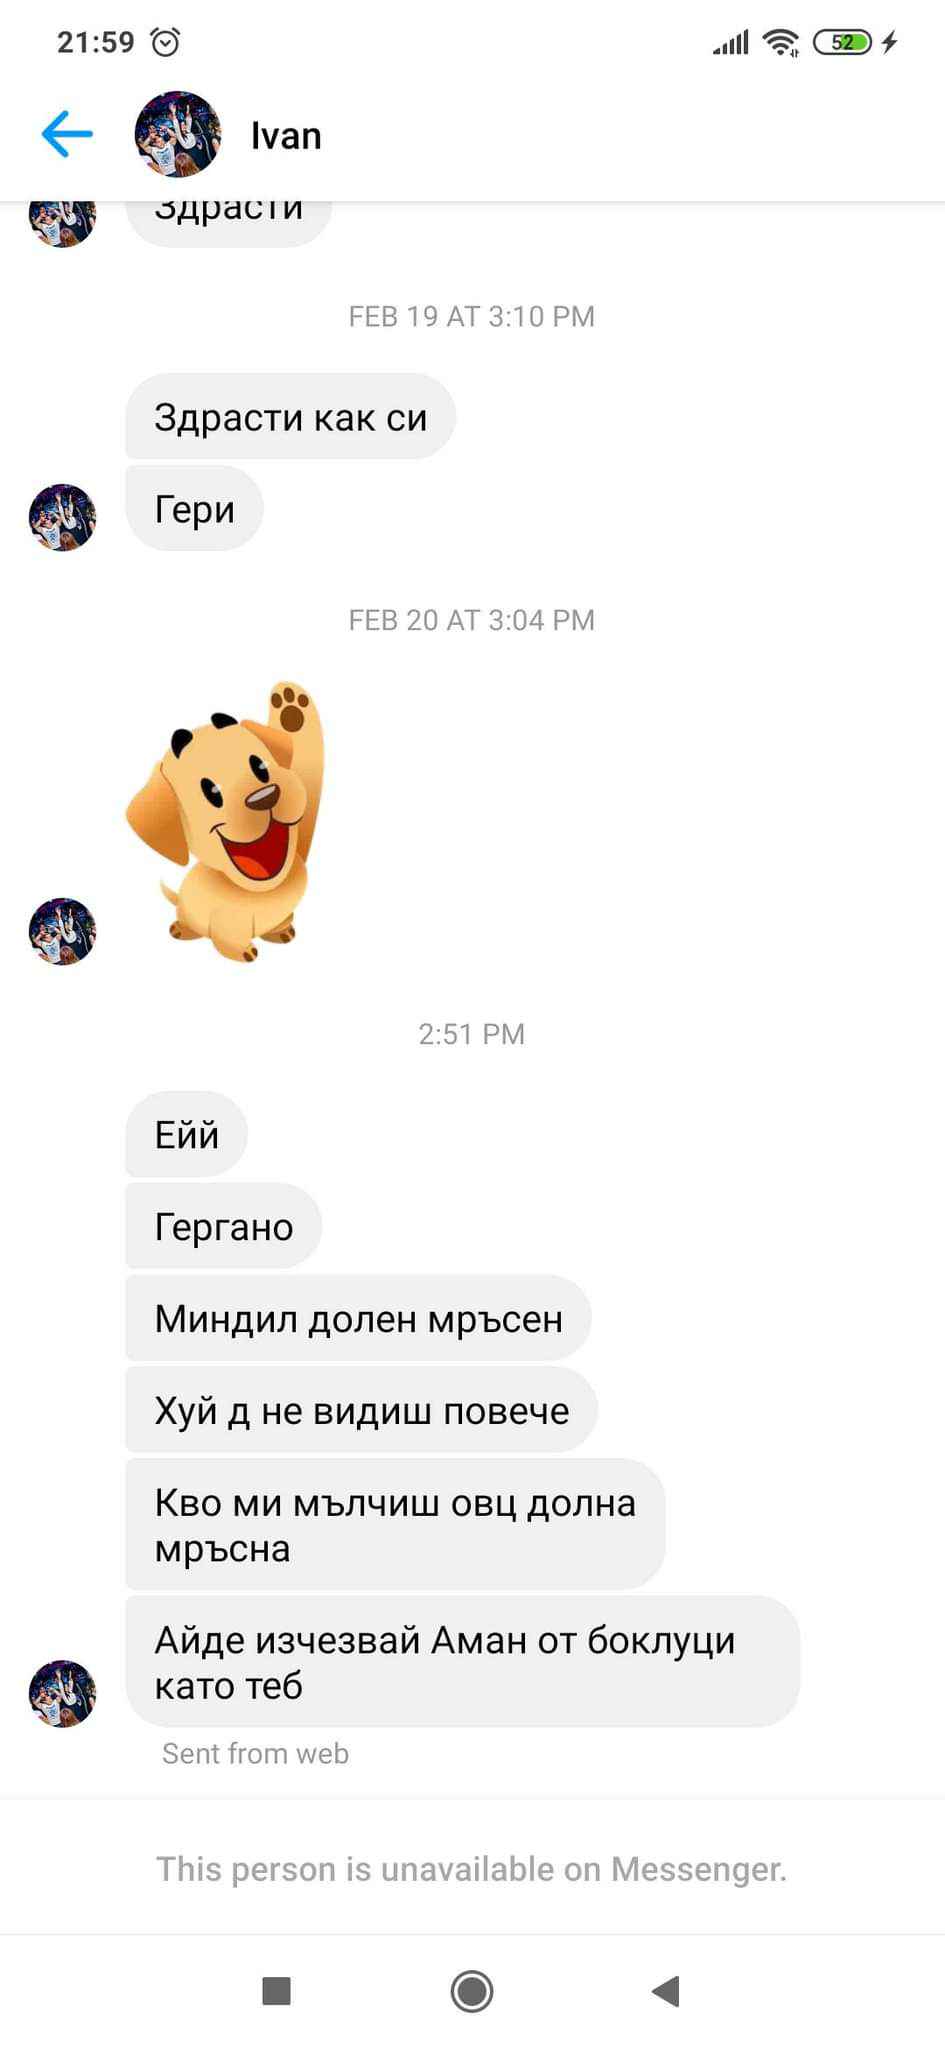 21:59
52
Ivan
Здрасти
FEB 19 AT 3:10 PM
Здрасти как си
Гери
FEB 20 AT 3:04 PM
2:51 PM
Ейй
Гергано
Миндил долен мръсен
Хуй д не видиш повече
Кво ми мълчиш овц долна
мръсна
Айде изчезвай Аман от боклуци
като теб
Sent from web
This person is unavailable on Messenger.